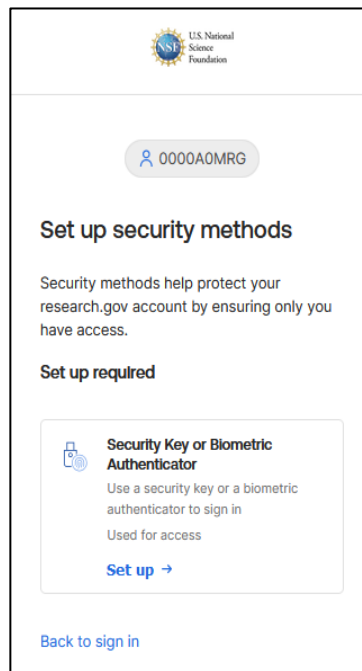 NSF
U.S. National
Science
Foundation
0000A0MRG
Set up security methods
Security methods help protect your
research.gov account by ensuring only you
have access.
Set up required
Security Key or Biometric
Authenticator
Use a security key or a biometric
authenticator to sign in
Used for access
Set up →
Back to sign in